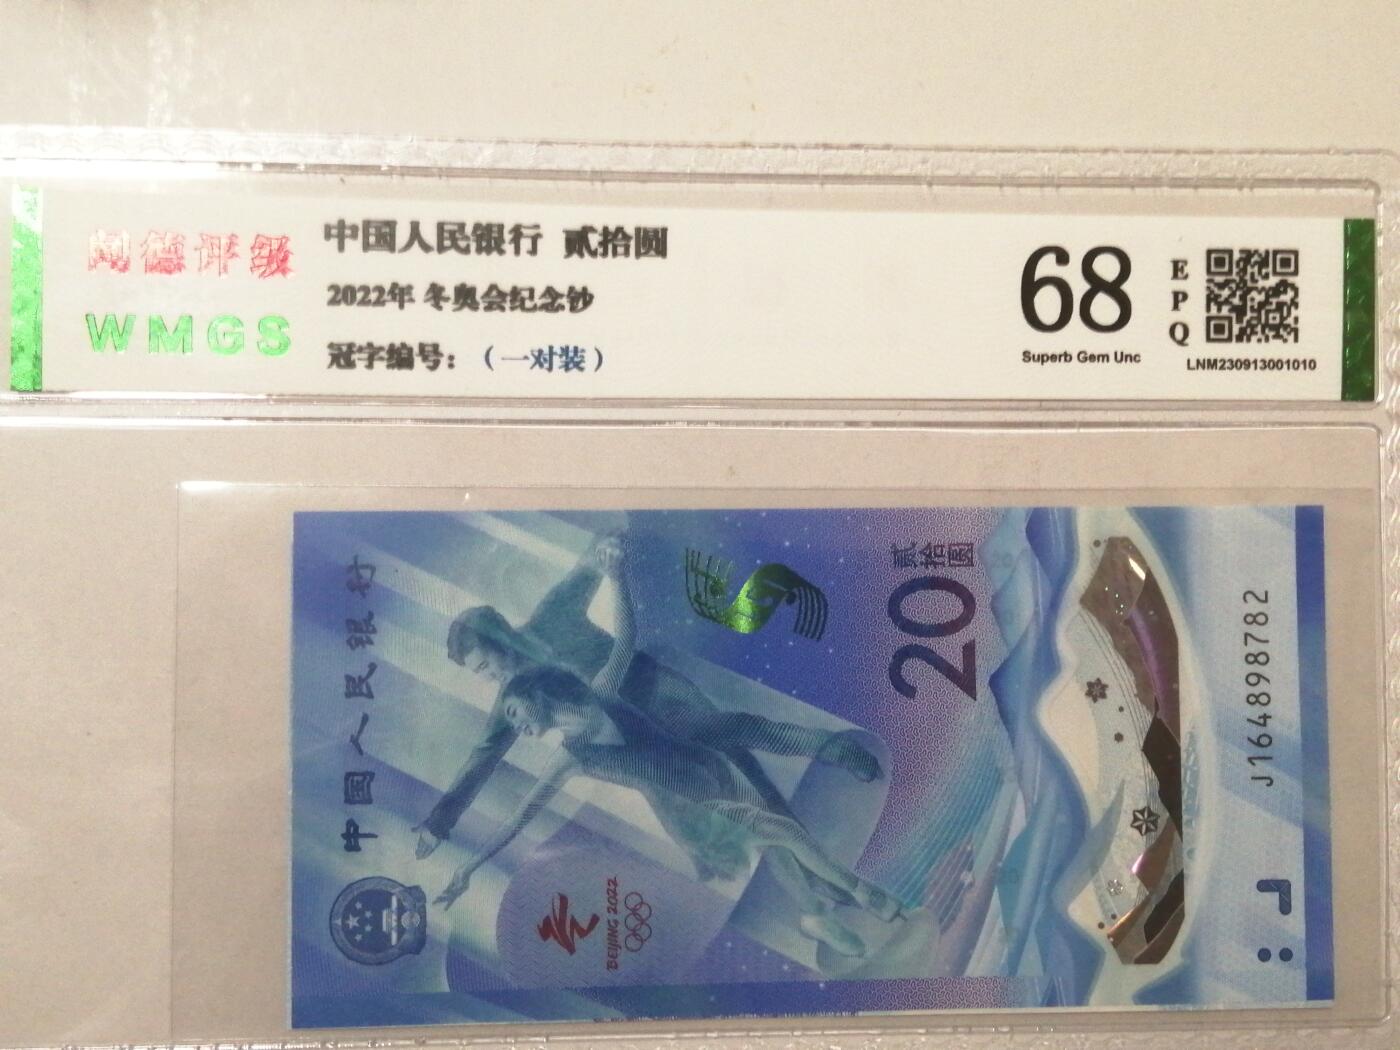 闻德评级
WMGS
中国人民银行 贰拾圆
2022年 冬奥会纪念钞
冠字编号：（一对装）
68
Superb Gem Unc
EPQ
LNM230913001010
中国人民银行
贰拾圆
20
BEIJING 2022
J164898782